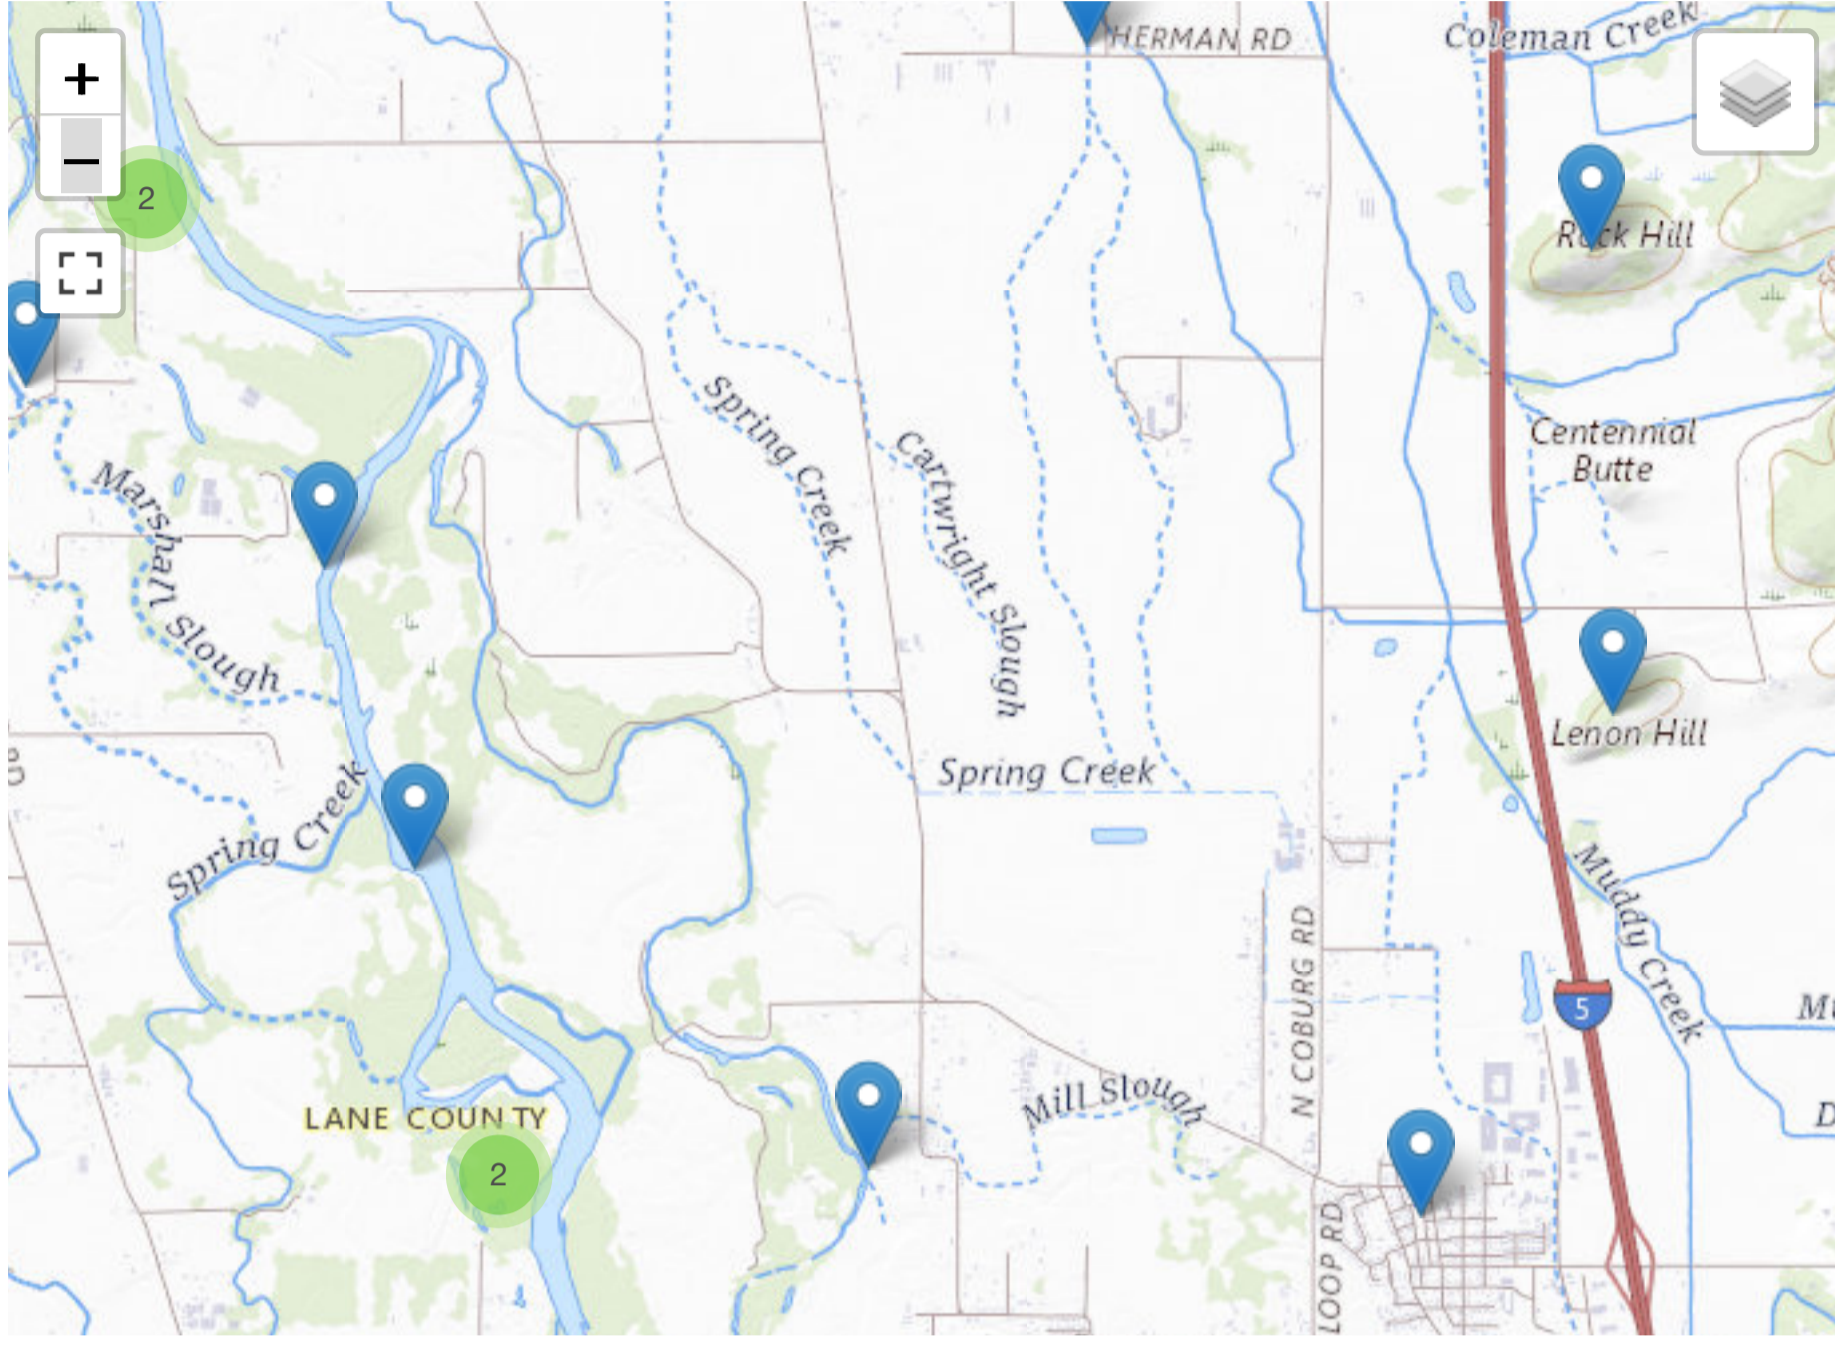 HERMAN RD
Coleman Creek
+
−
2
Rock Hill
Spring Creek
Cartwright Slough
Centennial
Butte
Marshall Slough
Lenon Hill
Spring Creek
Spring Creek
Muddy Creek
N COBURG RD
5
Mill Slough
LANE COUNTY
2
LOOP RD